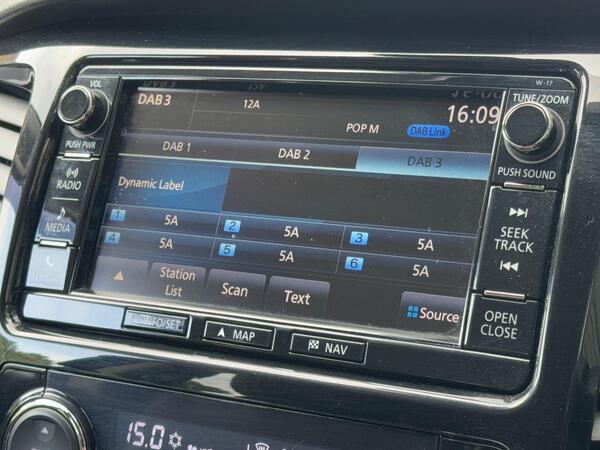 W-17
VOL
PUSH PWR
RADIO
MEDIA
DAB 3
12A
16:09
POP M
DAB Link
DAB 1
DAB 2
DAB 3
Dynamic Label
1 5A
2 5A
3 5A
4 5A
5 5A
6 5A
Station List
Scan
Text
Source
TUNE/ZOOM
PUSH SOUND
SEEK
TRACK
OPEN
CLOSE
INFO/SET
MAP
NAV
15.0